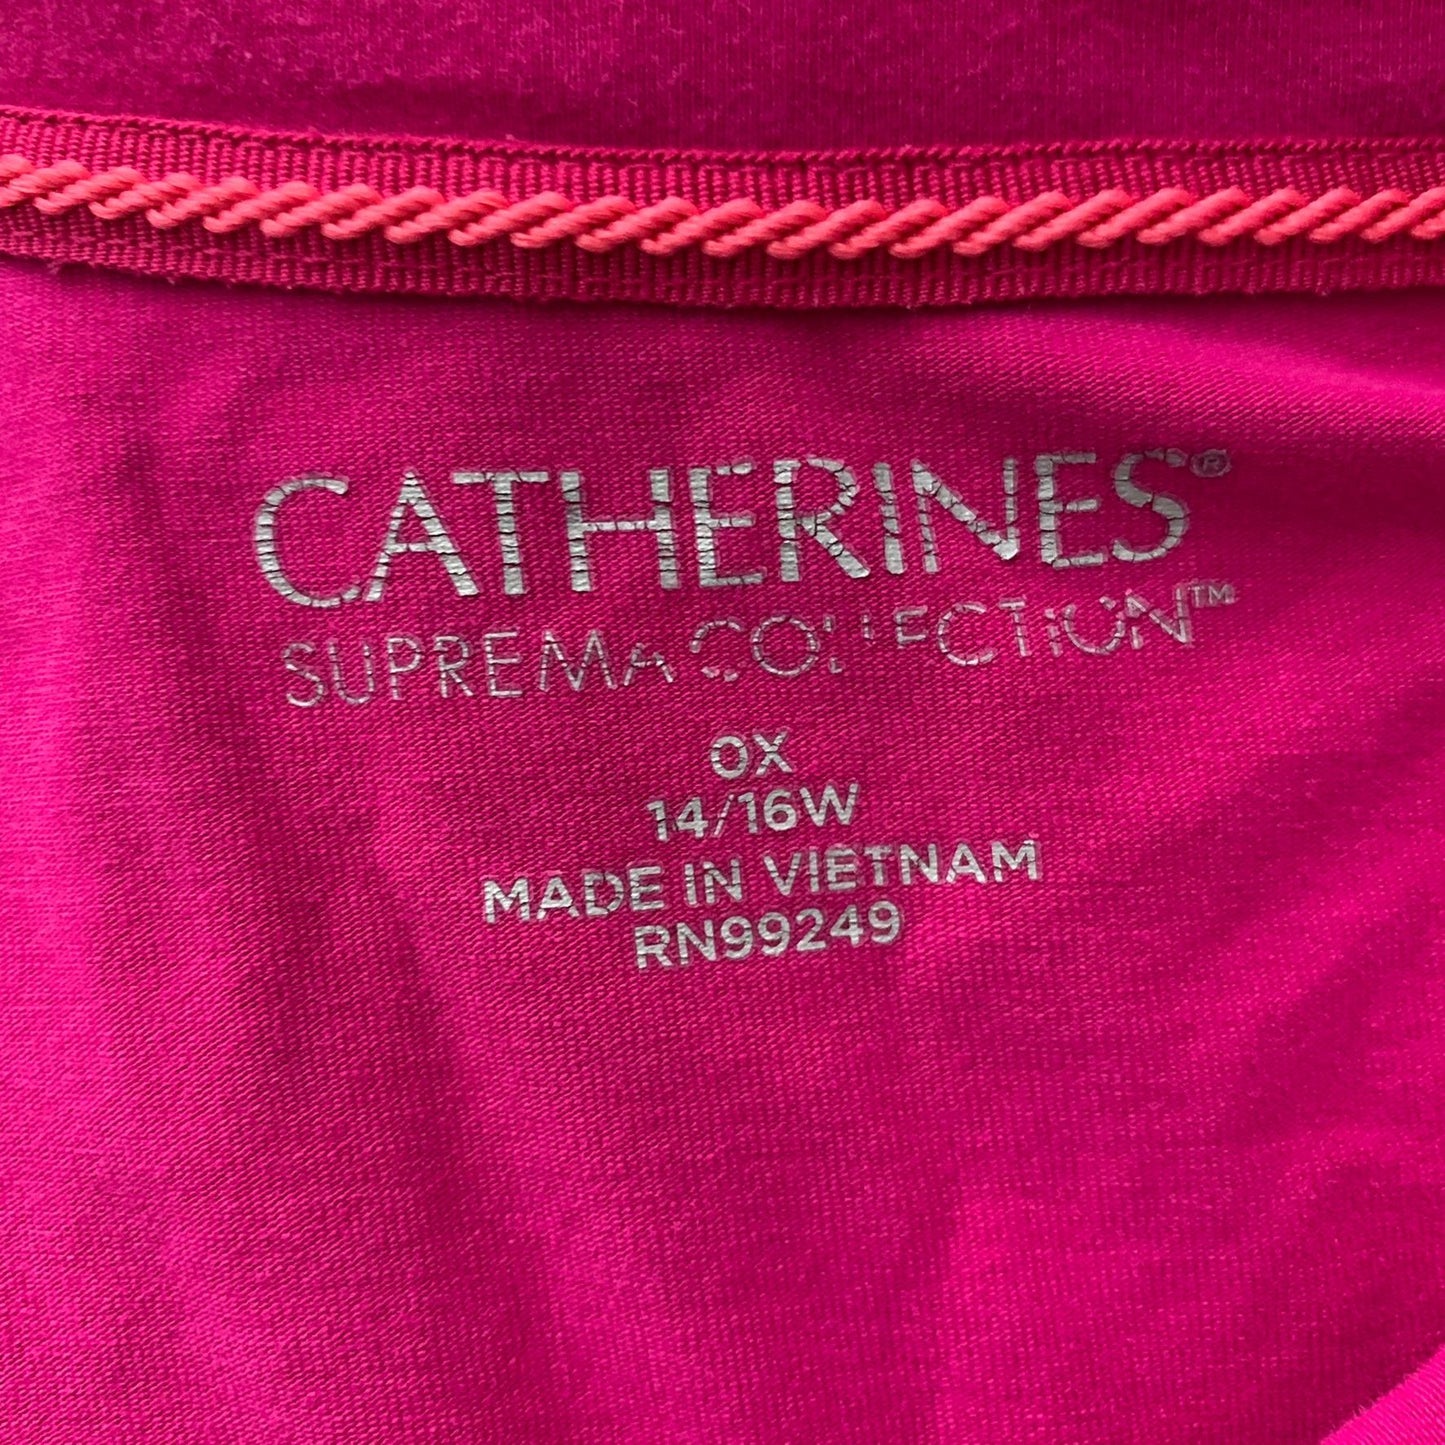 CATHERINES®
SUPREMA COLLECTION™
0X
14/16W
MADE IN VIETNAM
RN99249